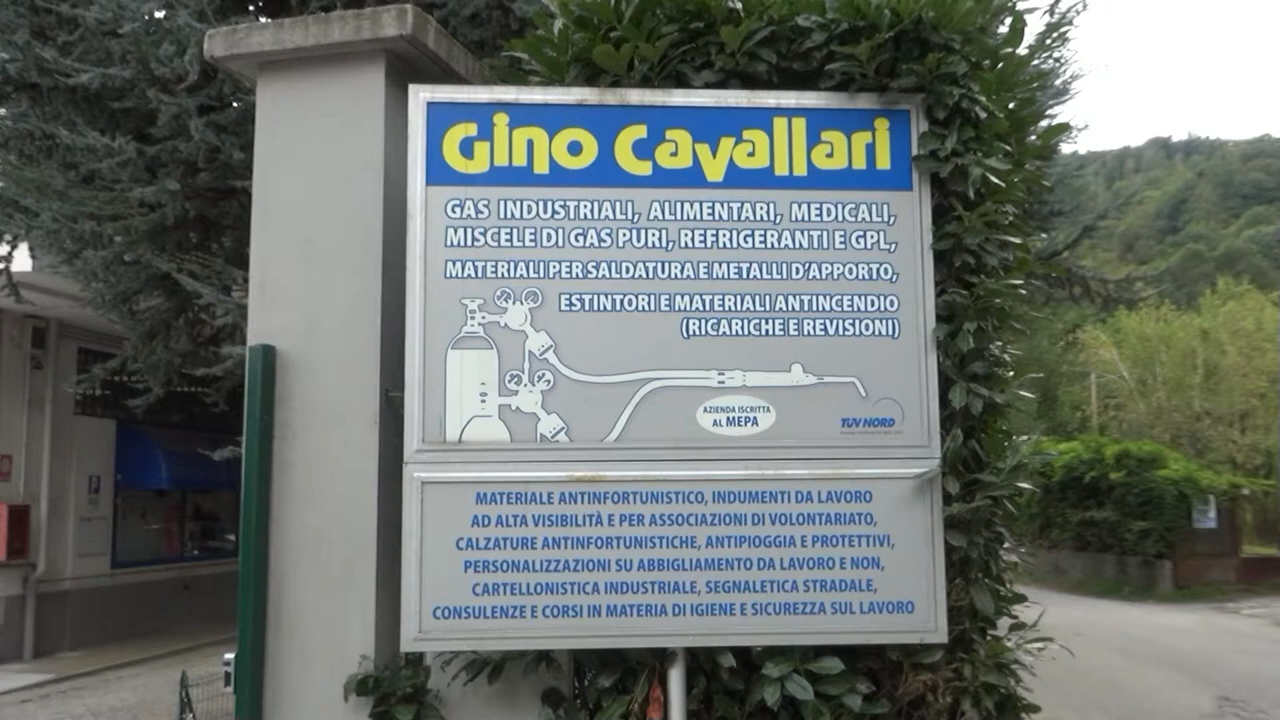 Gino Cavallari
GAS INDUSTRIALI, ALIMENTARI, MEDICALI,
MISCELE DI GAS PURI, REFRIGERANTI E GPL,
MATERIALI PER SALDATURA E METALLI D'APPORTO,
ESTINTORI E MATERIALI ANTINCENDIO
(RICARICHE E REVISIONI)
AZIENDA ISCRITTA
AL MEPA
TUV NORD
MATERIALE ANTINFORTUNISTICO, INDUMENTI DA LAVORO
AD ALTA VISIBILITÀ E PER ASSOCIAZIONI DI VOLONTARIATO,
CALZATURE ANTINFORTUNISTICHE, ANTIPIOGGIA E PROTETTIVI,
PERSONALIZZAZIONI SU ABBIGLIAMENTO DA LAVORO E NON,
CARTELLONISTICA INDUSTRIALE, SEGNALETICA STRADALE,
CONSULENZE E CORSI IN MATERIA DI IGIENE E SICUREZZA SUL LAVORO
P